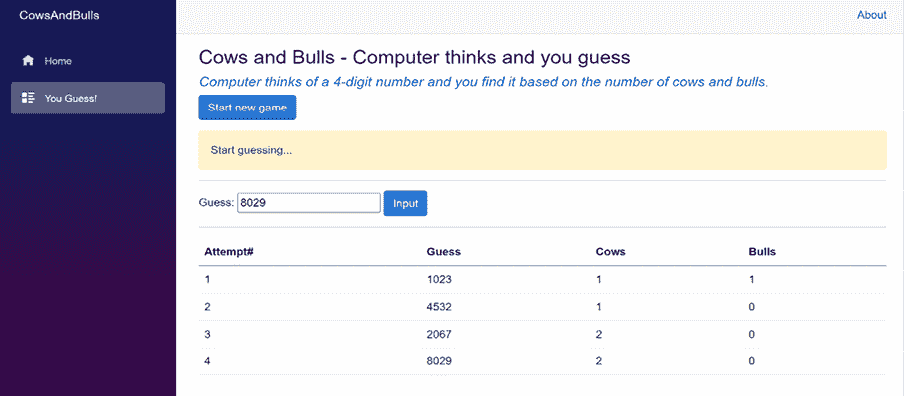 CowsAndBulls
About
Home
You Guess!
Cows and Bulls - Computer thinks and you guess
Computer thinks of a 4-digit number and you find it based on the number of cows and bulls.
Start new game
Start guessing...
Guess: 8029 Input
Attempt# Guess Cows Bulls
1 1023 1 1
2 4532 1 0
3 2067 2 0
4 8029 2 0